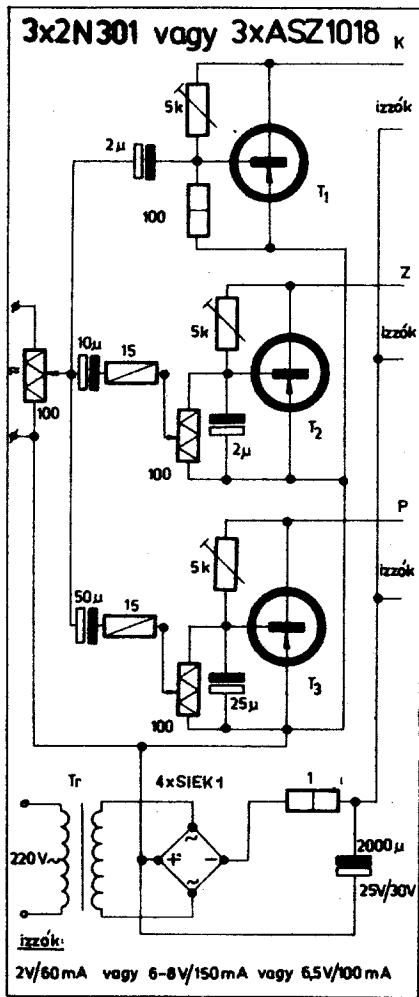 3x2N301 vagy 3xASZ1018
K
izzók
5k
2μ
100
T1
Z
izzók
5k
10μ
15
100
100
2μ
T2
P
izzók
5k
50μ
15
100
25μ
T3
Tr
4xSIEK1
1
220V~
~
+
-
~
2000μ
25V/30V
izzók:
2V/60mA vagy 6-8V/150mA vagy 6,5V/100mA